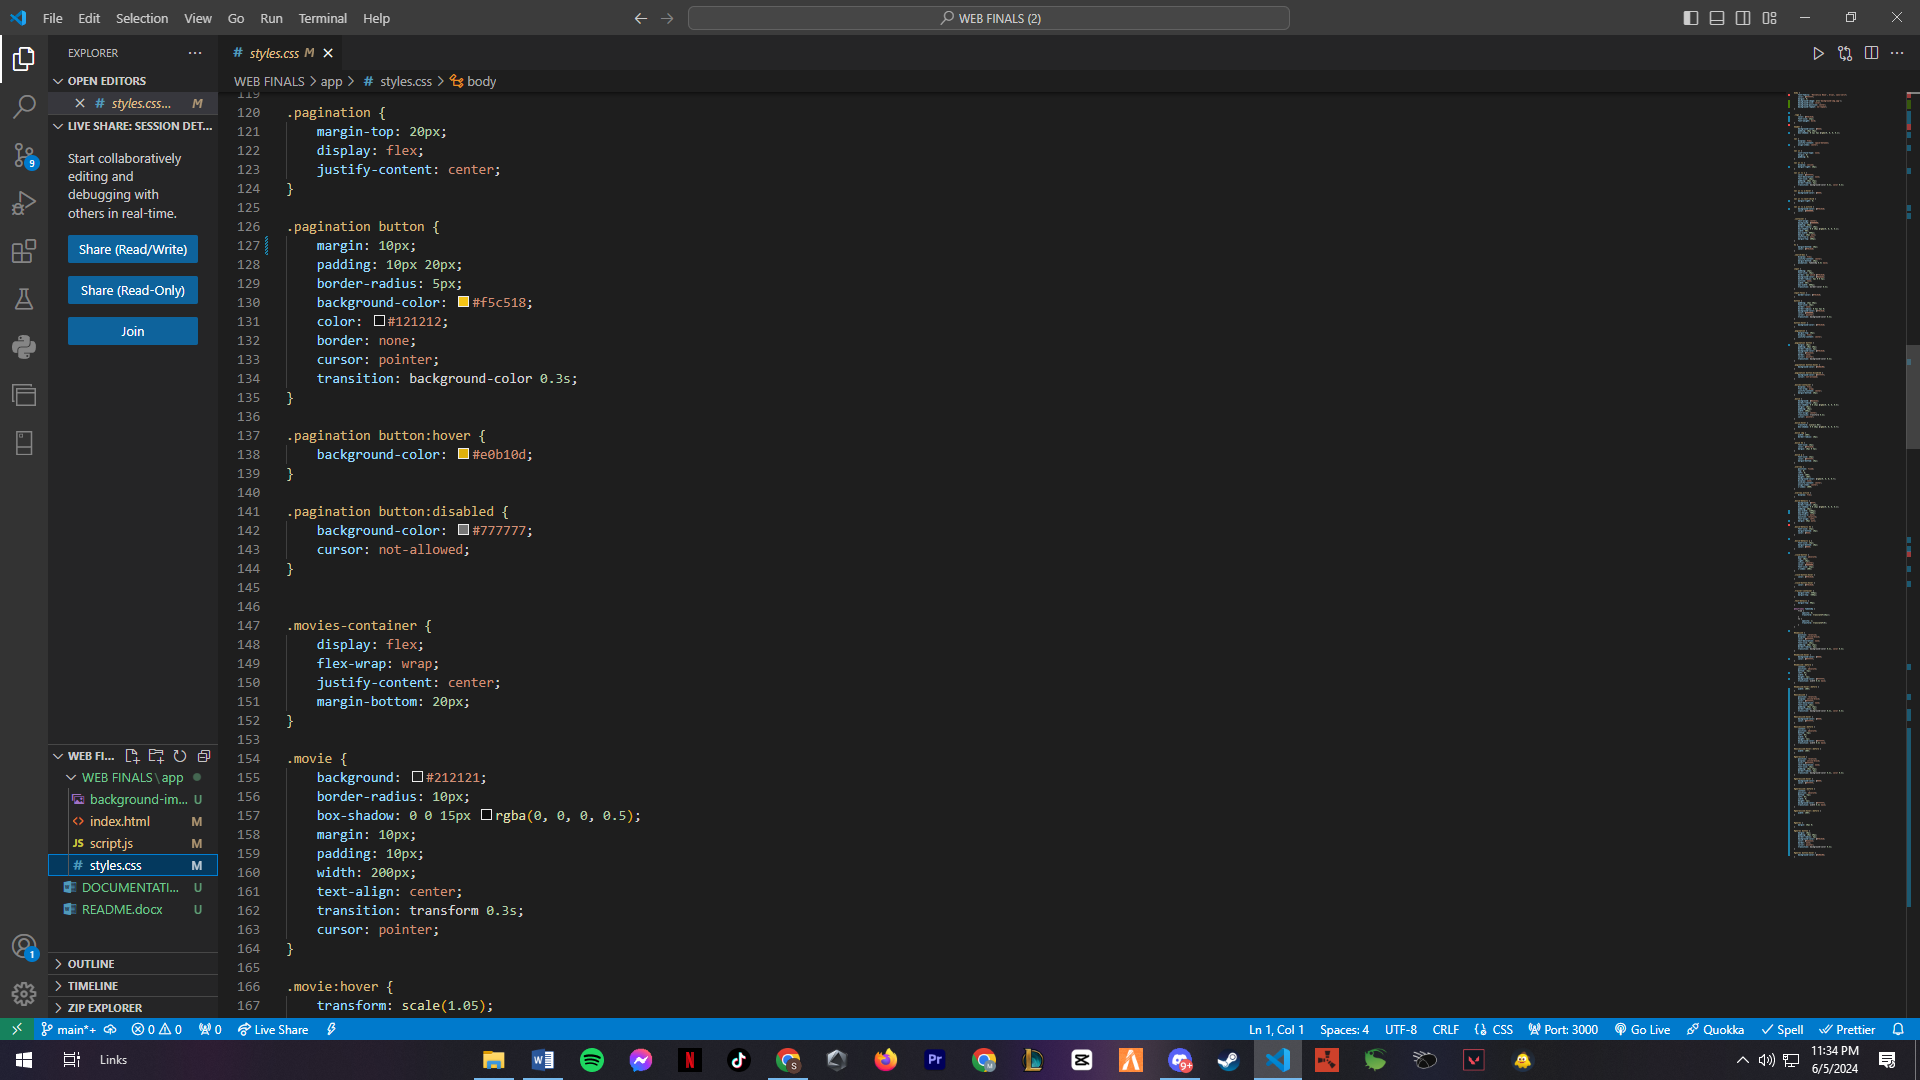 File Edit Selection View Go Run Terminal Help
WEB FINALS (2)
EXPLORER
OPEN EDITORS
# styles.css... M
LIVE SHARE: SESSION DET...
Start collaboratively
editing and
debugging with
others in real-time.
Share (Read/Write)
Share (Read-Only)
Join
9
WEB FI...
WEB FINALS \ app
background-im... U
<> index.html M
JS script.js M
# styles.css M
DOCUMENTATI... U
README.docx U
1
OUTLINE
TIMELINE
ZIP EXPLORER
# styles.css M
WEB FINALS > app > # styles.css > body
119
120 .pagination {
121 margin-top: 20px;
122 display: flex;
123 justify-content: center;
124 }
125
126 .pagination button {
127 margin: 10px;
128 padding: 10px 20px;
129 border-radius: 5px;
130 background-color: #f5c518;
131 color: #121212;
132 border: none;
133 cursor: pointer;
134 transition: background-color 0.3s;
135 }
136
137 .pagination button:hover {
138 background-color: #e0b10d;
139 }
140
141 .pagination button:disabled {
142 background-color: #777777;
143 cursor: not-allowed;
144 }
145
146
147 .movies-container {
148 display: flex;
149 flex-wrap: wrap;
150 justify-content: center;
151 margin-bottom: 20px;
152 }
153
154 .movie {
155 background: #212121;
156 border-radius: 10px;
157 box-shadow: 0 0 15px rgba(0, 0, 0, 0.5);
158 margin: 10px;
159 padding: 10px;
160 width: 200px;
161 text-align: center;
162 transition: transform 0.3s;
163 cursor: pointer;
164 }
165
166 .movie:hover {
167 transform: scale(1.05);
main*+ 0 0 0 Live Share Ln 1, Col 1 Spaces: 4 UTF-8 CRLF {} CSS Port: 3000 Go Live Quokka Spell Prettier
Links
Pr
9+
11:34 PM
6/5/2024